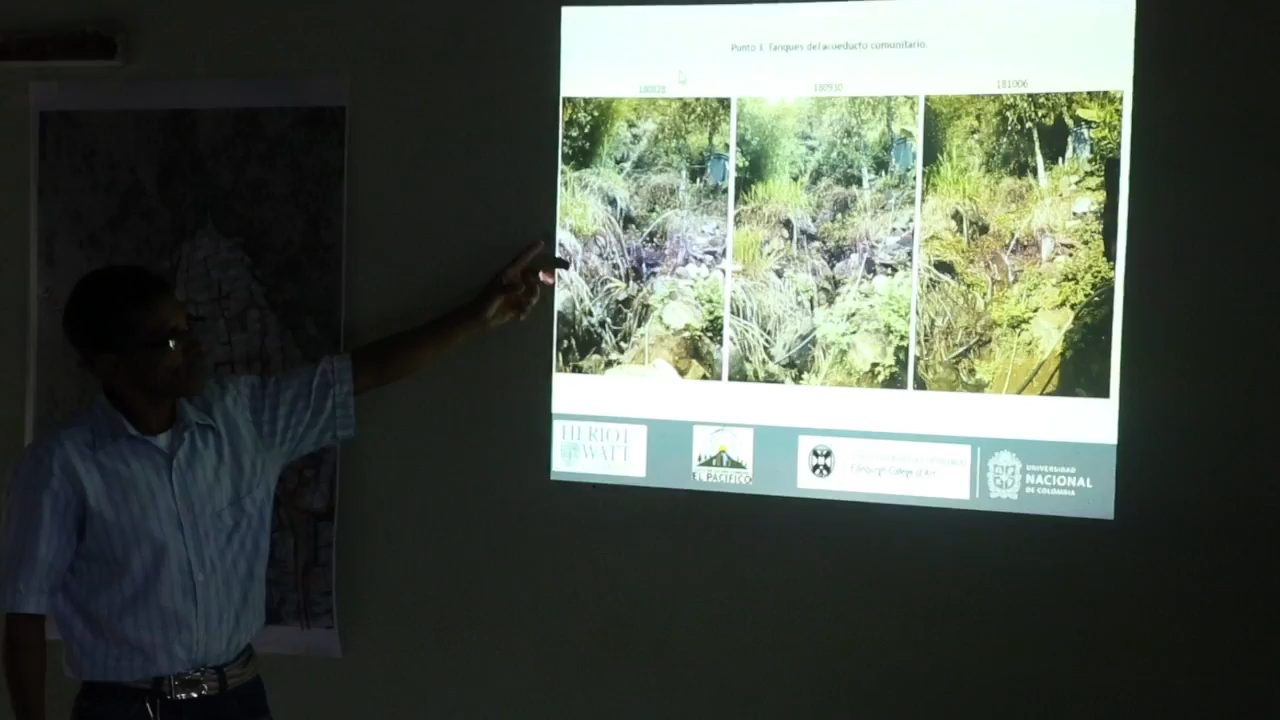 Punto 1. Tanques del acueducto comunitario.
180828
180930
181006
HERIOT
WATT
EL PACÍFICO
Edinburgh College of Art
UNIVERSIDAD
NACIONAL
DE COLOMBIA